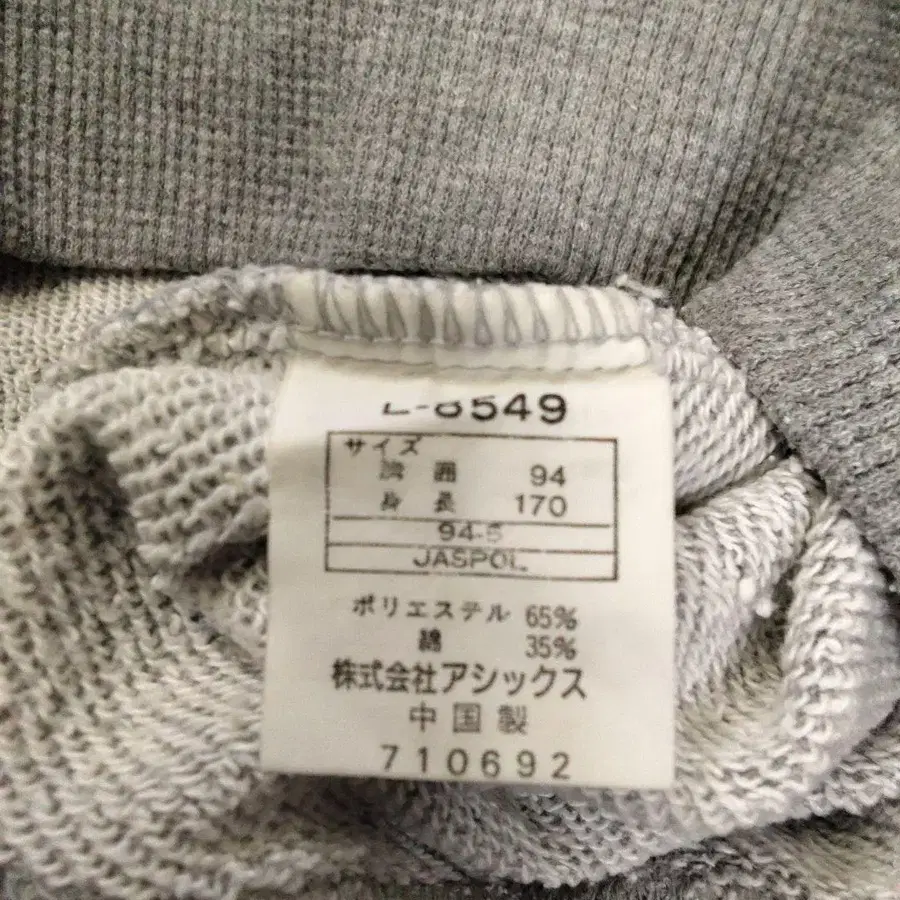 -8549
サイズ
胸囲 94
身長 170
94-5
JASPOL
ポリエステル 65%
綿 35%
株式会社アシックス
中国製
710692